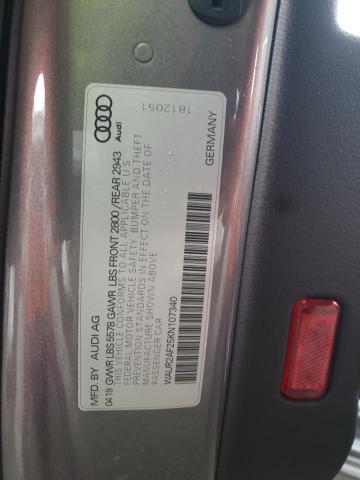 Audi
1812051
MFD. BY AUDI AG GERMANY
04 19 GWWR LBS 5578 GAWR LBS FRONT 2800 /REAR 2943
THIS VEHICLE CONFORMS TO ALL APPLICABLE U S
FEDERAL MOTOR VEHICLE SAFETY, BUMPER AND THEFT
PREVENTION STANDARDS IN EFFECT ON THE DATE OF
MANUFACTURE SHOWN ABOVE
PASSENGER CAR
WAUR2AF25KN107340